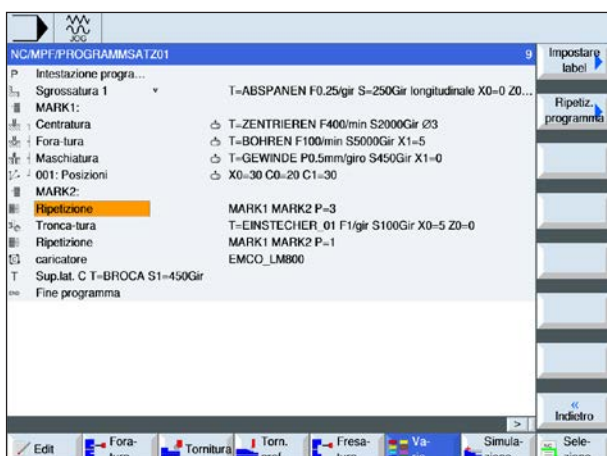 JOG
NC/MPF/PROGRAMMSATZ01 9
P Intestazione progra...
Sgrossatura 1 T=ABSPANEN F0.25/gir S=250Gir longitudinale X0=0 Z0...
MARK1:
Centratura T=ZENTRIEREN F400/min S2000Gir Ø3
Fora-tura T=BOHREN F100/min S5000Gir X1=5
Maschiatura T=GEWINDE P0.5mm/giro S450Gir X1=0
001: Posizioni X0=30 C0=20 C1=30
MARK2:
Ripetizione MARK1 MARK2 P=3
Tronca-tura T=EINSTECHER_01 F1/gir S100Gir X0=5 Z0=0
Ripetizione MARK1 MARK2 P=1
caricatore EMCO_LM800
T Sup.lat. C T=BROCA S1=450Gir
END Fine programma
>
Impostare
label
Ripetiz.
programma
«
Indietro
Edit
Fora-
Tornitura
Torn.
Fresa-
Va-
Simula-
NC
Sele-